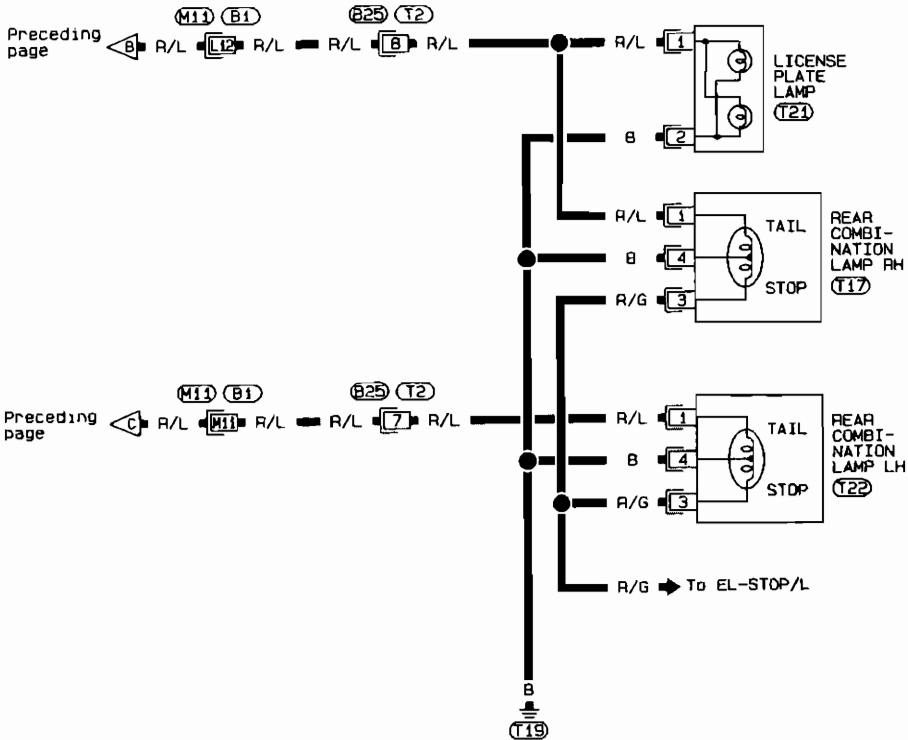 M11 B1 B25 T2
Preceding
page
B R/L L12 R/L R/L 8 R/L R/L 1
LICENSE
PLATE
LAMP
T21
B 2
R/L 1 TAIL
B 4
R/G 3 STOP
REAR
COMBI-
NATION
LAMP RH
T17
M11 B1 B25 T2
Preceding
page
C R/L M11 R/L R/L 7 R/L R/L 1 TAIL
B 4
R/G 3 STOP
REAR
COMBI-
NATION
LAMP LH
T22
R/G To EL-STOP/L
B
T19